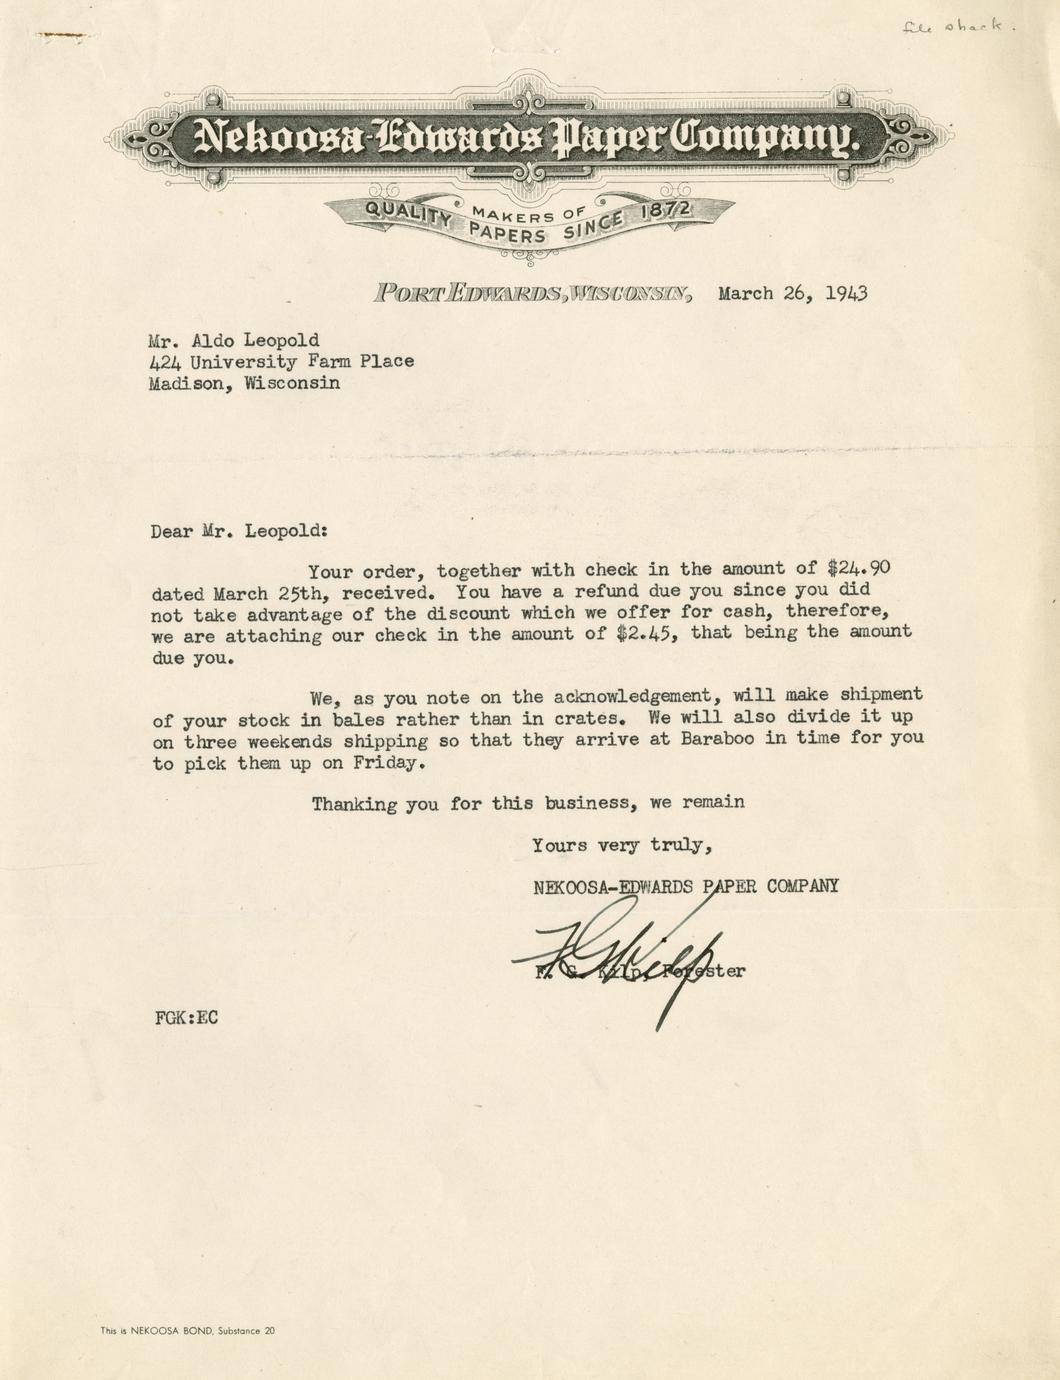 file shack.
Nekoosa-Edwards Paper Company.
MAKERS OF
QUALITY PAPERS SINCE 1872
PORT EDWARDS, WISCONSIN, March 26, 1943
Mr. Aldo Leopold
424 University Farm Place
Madison, Wisconsin
Dear Mr. Leopold:
Your order, together with check in the amount of $24.90
dated March 25th, received. You have a refund due you since you did
not take advantage of the discount which we offer for cash, therefore,
we are attaching our check in the amount of $2.45, that being the amount
due you.
We, as you note on the acknowledgement, will make shipment
of your stock in bales rather than in crates. We will also divide it up
on three weekends shipping so that they arrive at Baraboo in time for you
to pick them up on Friday.
Thanking you for this business, we remain
Yours very truly,
NEKOOSA-EDWARDS PAPER COMPANY
F G Kilp
F. G. Kilp, Forester
FGK:EC
This is NEKOOSA BOND, Substance 20